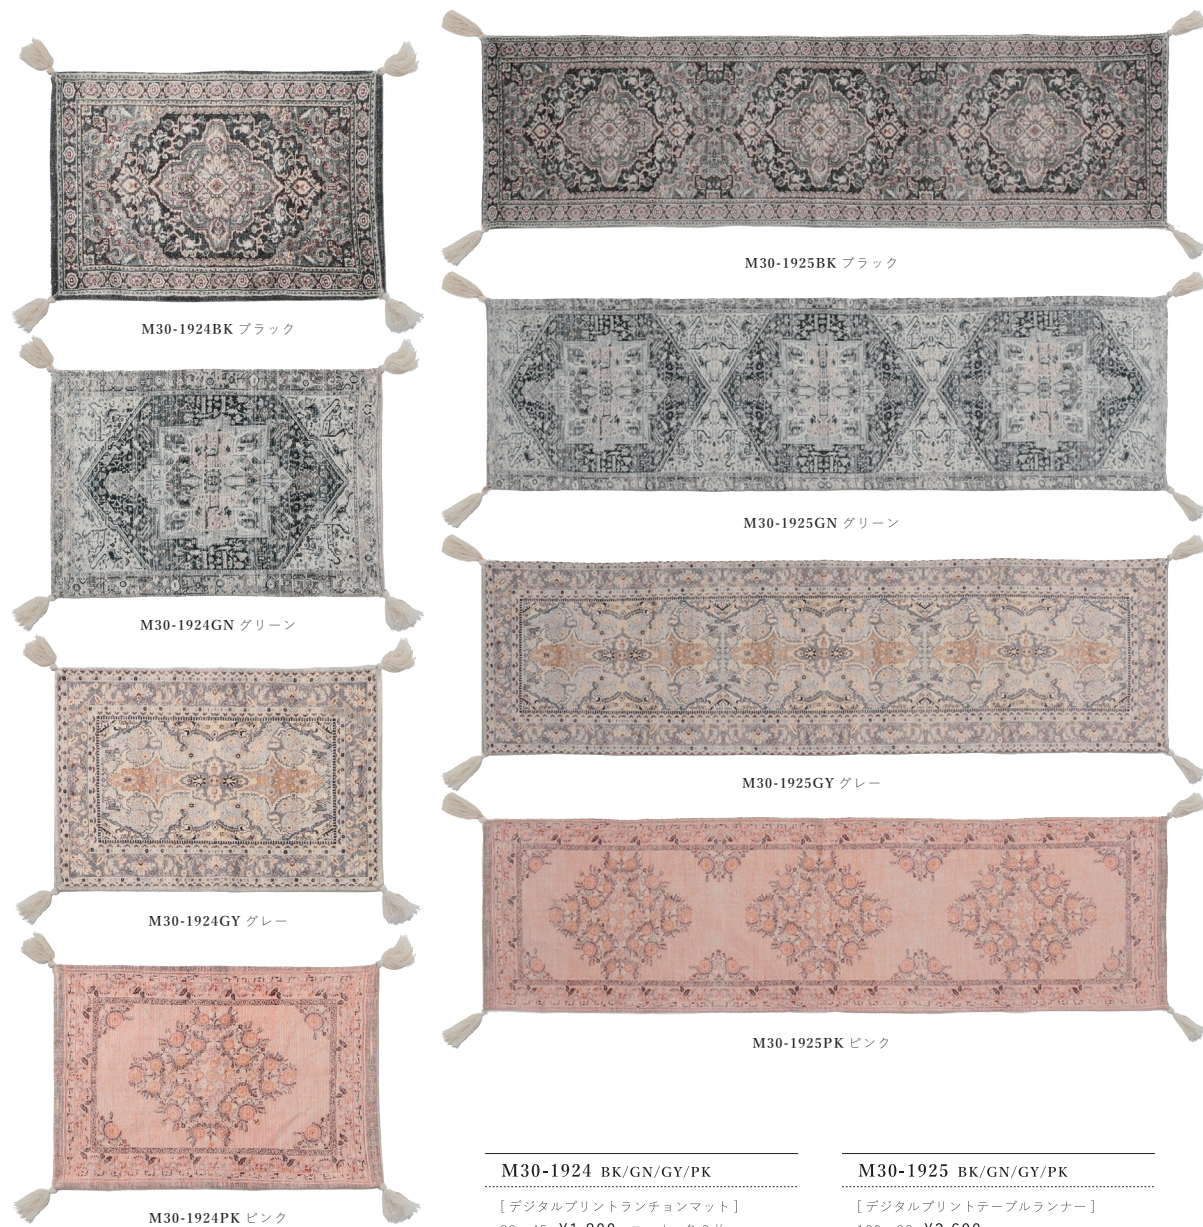 M30-1924BK ブラック
M30-1924GN グリーン
M30-1924GY グレー
M30-1924PK ピンク
M30-1925BK ブラック
M30-1925GN グリーン
M30-1925GY グレー
M30-1925PK ピンク
M30-1924 BK/GN/GY/PK
[ デジタルプリントランチョンマット ]
M30-1925 BK/GN/GY/PK
[ デジタルプリントテーブルランナー ]